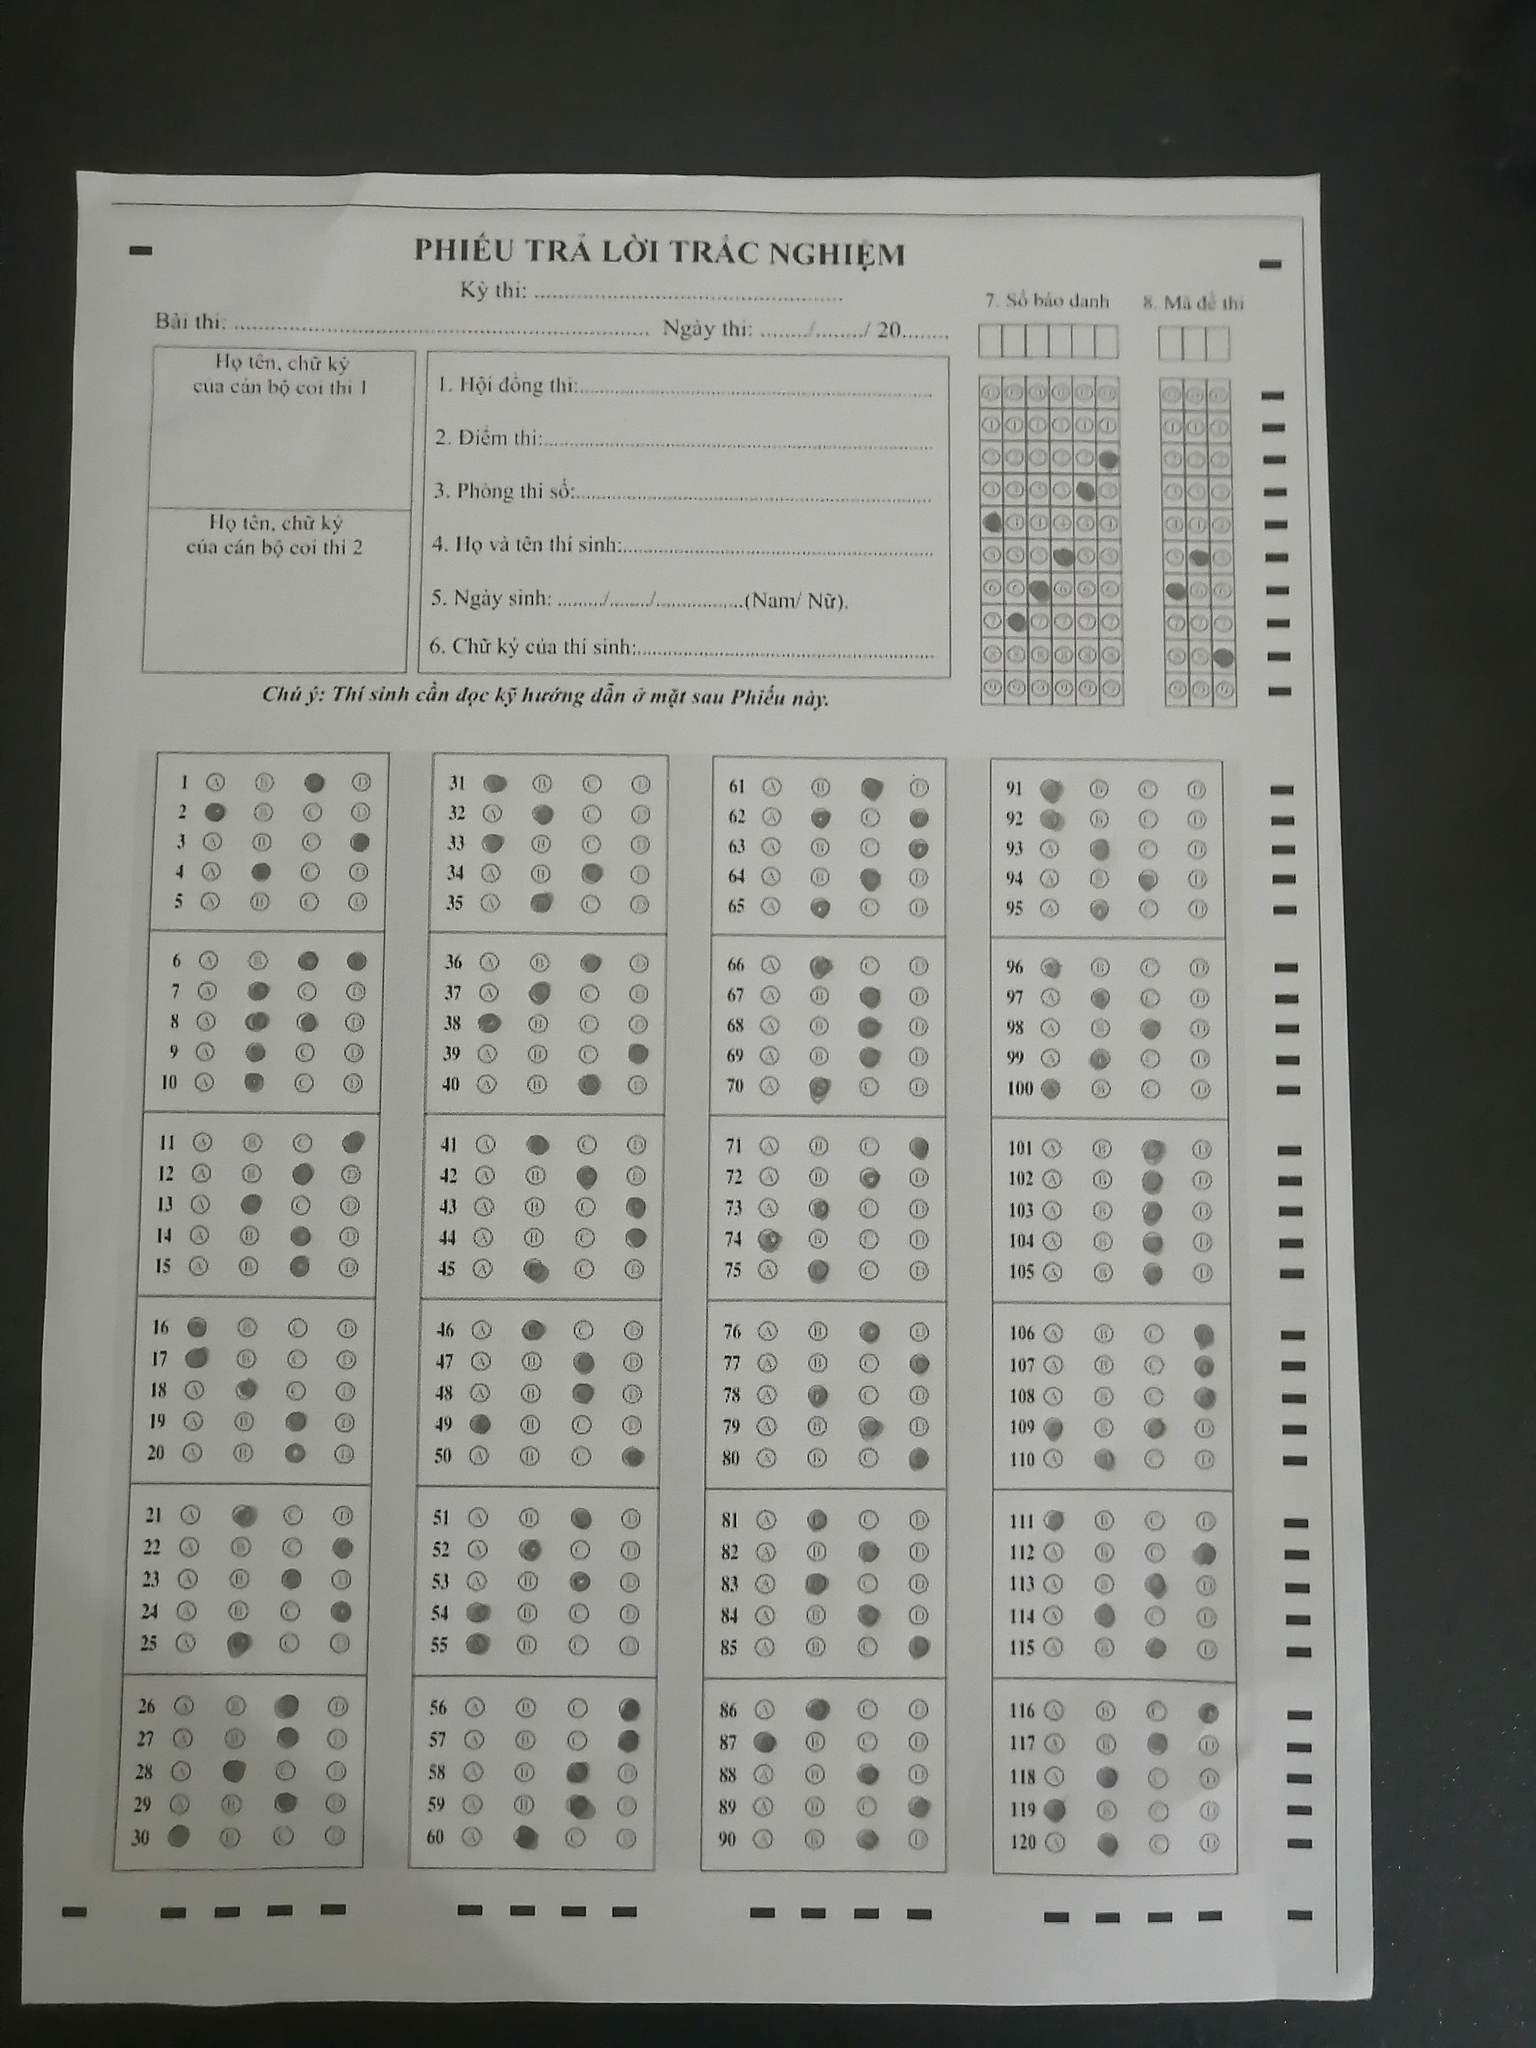 PHIẾU TRẢ LỜI TRẮC NGHIỆM
Kỳ thi: ..................................................
Bài thi: .................................................................... Ngày thi: ......../......../ 20........
7. Số báo danh
8. Mã đề thi
Họ tên, chữ ký
của cán bộ coi thi 1
Họ tên, chữ ký
của cán bộ coi thi 2
1. Hội đồng thi:..........................................................
2. Điểm thi:................................................................
3. Phòng thi số:..........................................................
4. Họ và tên thí sinh:..................................................
5. Ngày sinh: ......../......../................(Nam/ Nữ).
6. Chữ ký của thí sinh:................................................
Chú ý: Thí sinh cần đọc kỹ hướng dẫn ở mặt sau Phiếu này.
1 A B D
2 B C D
3 A B C
4 A C D
5 A B C D
6 A B
7 A C D
8 A D
9 A C D
10 A C D
11 A B C
12 A B D
13 A C D
14 A B D
15 A B D
16 B C D
17 B C D
18 A C D
19 A B D
20 A B D
21 A C D
22 A B C
23 A B D
24 A B C
25 A C D
26 A B D
27 A B D
28 A C D
29 A B D
30 B C D
31 B C D
32 A C D
33 B C D
34 A B D
35 A C D
36 A B D
37 A C D
38 B C D
39 A B C
40 A B D
41 A C D
42 A B D
43 A B C
44 A B C
45 A C D
46 A C D
47 A B D
48 A B D
49 B C D
50 A B C
51 A B D
52 A C D
53 A B D
54 B C D
55 B C D
56 A B C
57 A B C
58 A B D
59 A B D
60 A C D
61 A B D
62 A C
63 A B C
64 A B D
65 A C D
66 A C D
67 A B D
68 A B D
69 A B D
70 A C D
71 A B C
72 A B D
73 A C D
74 B C D
75 A C D
76 A B D
77 A B C
78 A C D
79 A B D
80 A B C
81 A C D
82 A B D
83 A C D
84 A B D
85 A B C
86 A C D
87 B C D
88 A B D
89 A B C
90 A B D
91 B C D
92 B C D
93 A C D
94 A B D
95 A C D
96 B C D
97 A C D
98 A B D
99 A C D
100 B C D
101 A B D
102 A B D
103 A B D
104 A B D
105 A B D
106 A B C
107 A B C
108 A B C
109 B D
110 A C D
111 B C D
112 A B C
113 A B D
114 A C D
115 A B D
116 A B C
117 A B D
118 A C D
119 B C D
120 A C D